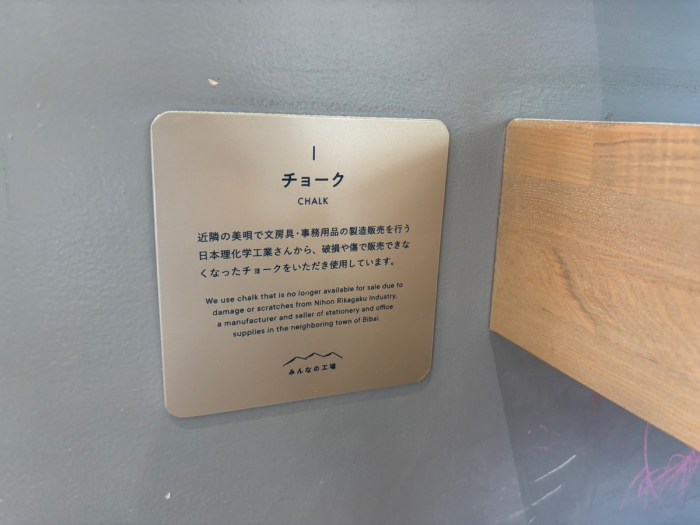 チョーク
CHALK
近隣の美唄で文房具・事務用品の製造販売を行う
日本理化学工業さんから、破損や傷で販売できな
くなったチョークをいただき使用しています。
We use chalk that is no longer available for sale due to
damage or scratches from Nihon Rikagaku Industry,
a manufacturer and seller of stationery and office
supplies in the neighboring town of Bibai.
みんなの工場